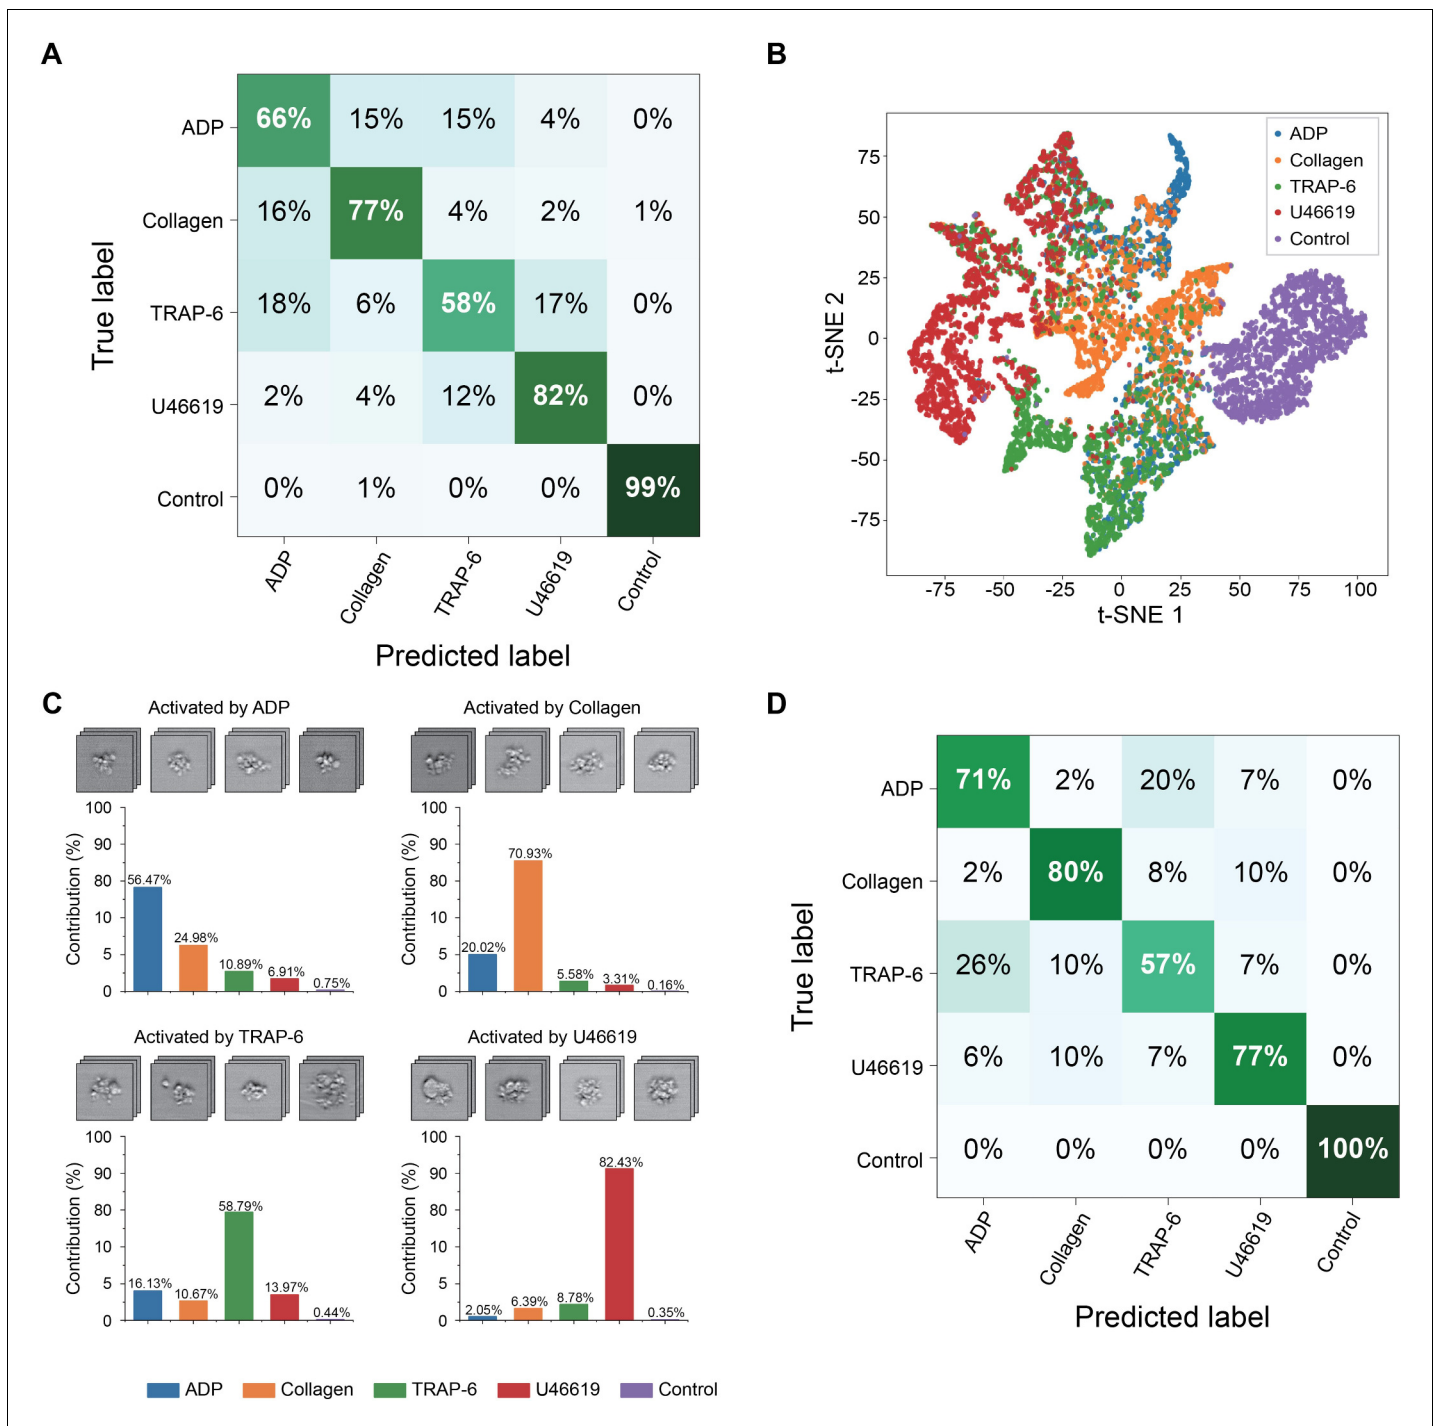 A
ADP 66% 15% 15% 4% 0%
Collagen 16% 77% 4% 2% 1%
TRAP-6 18% 6% 58% 17% 0%
U46619 2% 4% 12% 82% 0%
Control 0% 1% 0% 0% 99%
True label
ADP Collagen TRAP-6 U46619 Control
Predicted label
B
ADP
Collagen
TRAP-6
U46619
Control
75
50
25
0
-25
-50
-75
t-SNE 2
-75 -50 -25 0 25 50 75 100
t-SNE 1
C
Activated by ADP
Contribution (%)
100
90
80
10
5
0
56.47% 24.98% 10.89% 6.91% 0.75%
Activated by Collagen
Contribution (%)
100
90
80
10
5
0
20.02% 70.93% 5.58% 3.31% 0.16%
Activated by TRAP-6
Contribution (%)
100
90
80
10
5
0
16.13% 10.67% 58.79% 13.97% 0.44%
Activated by U46619
Contribution (%)
100
90
80
10
5
0
2.05% 6.39% 8.78% 82.43% 0.35%
ADP Collagen TRAP-6 U46619 Control
D
ADP 71% 2% 20% 7% 0%
Collagen 2% 80% 8% 10% 0%
TRAP-6 26% 10% 57% 7% 0%
U46619 6% 10% 7% 77% 0%
Control 0% 0% 0% 0% 100%
True label
ADP Collagen TRAP-6 U46619 Control
Predicted label